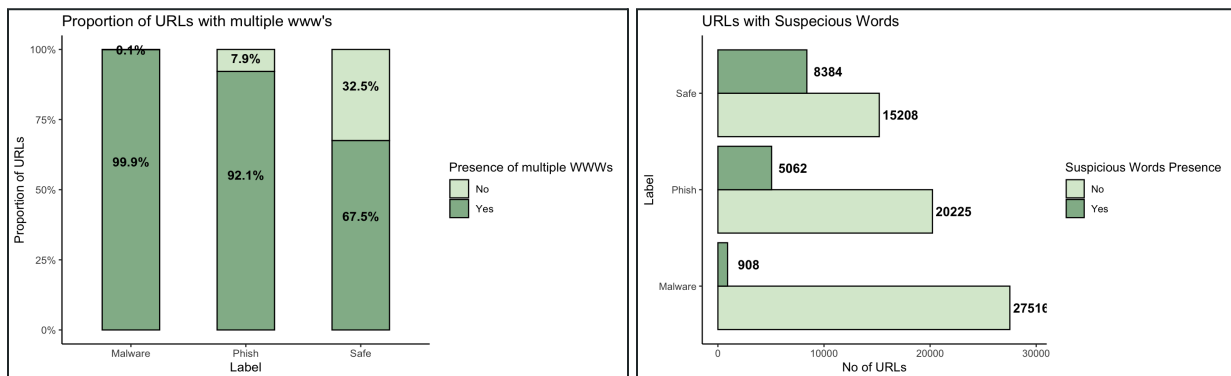 Proportion of URLs with multiple www's
Proportion of URLs
100%
75%
50%
25%
0%
0.1%
99.9%
7.9%
92.1%
32.5%
67.5%
Malware Phish Safe
Label
Presence of multiple WWWs
No
Yes
URLs with Suspecious Words
Label
Safe
Phish
Malware
8384
15208
5062
20225
908
27516
0 10000 20000 30000
No of URLs
Suspicious Words Presence
No
Yes